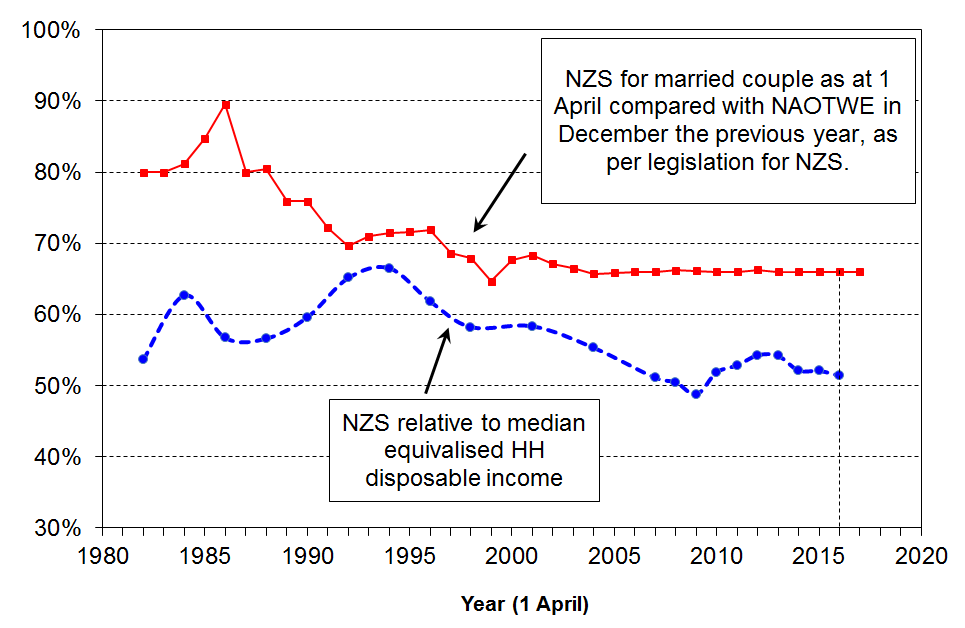 100%
90%
80%
70%
60%
50%
40%
30%
NZS for married couple as at 1
April compared with NAOTWE in
December the previous year, as
per legislation for NZS.
NZS relative to median
equivalised HH
disposable income
1980 1985 1990 1995 2000 2005 2010 2015 2020
Year (1 April)